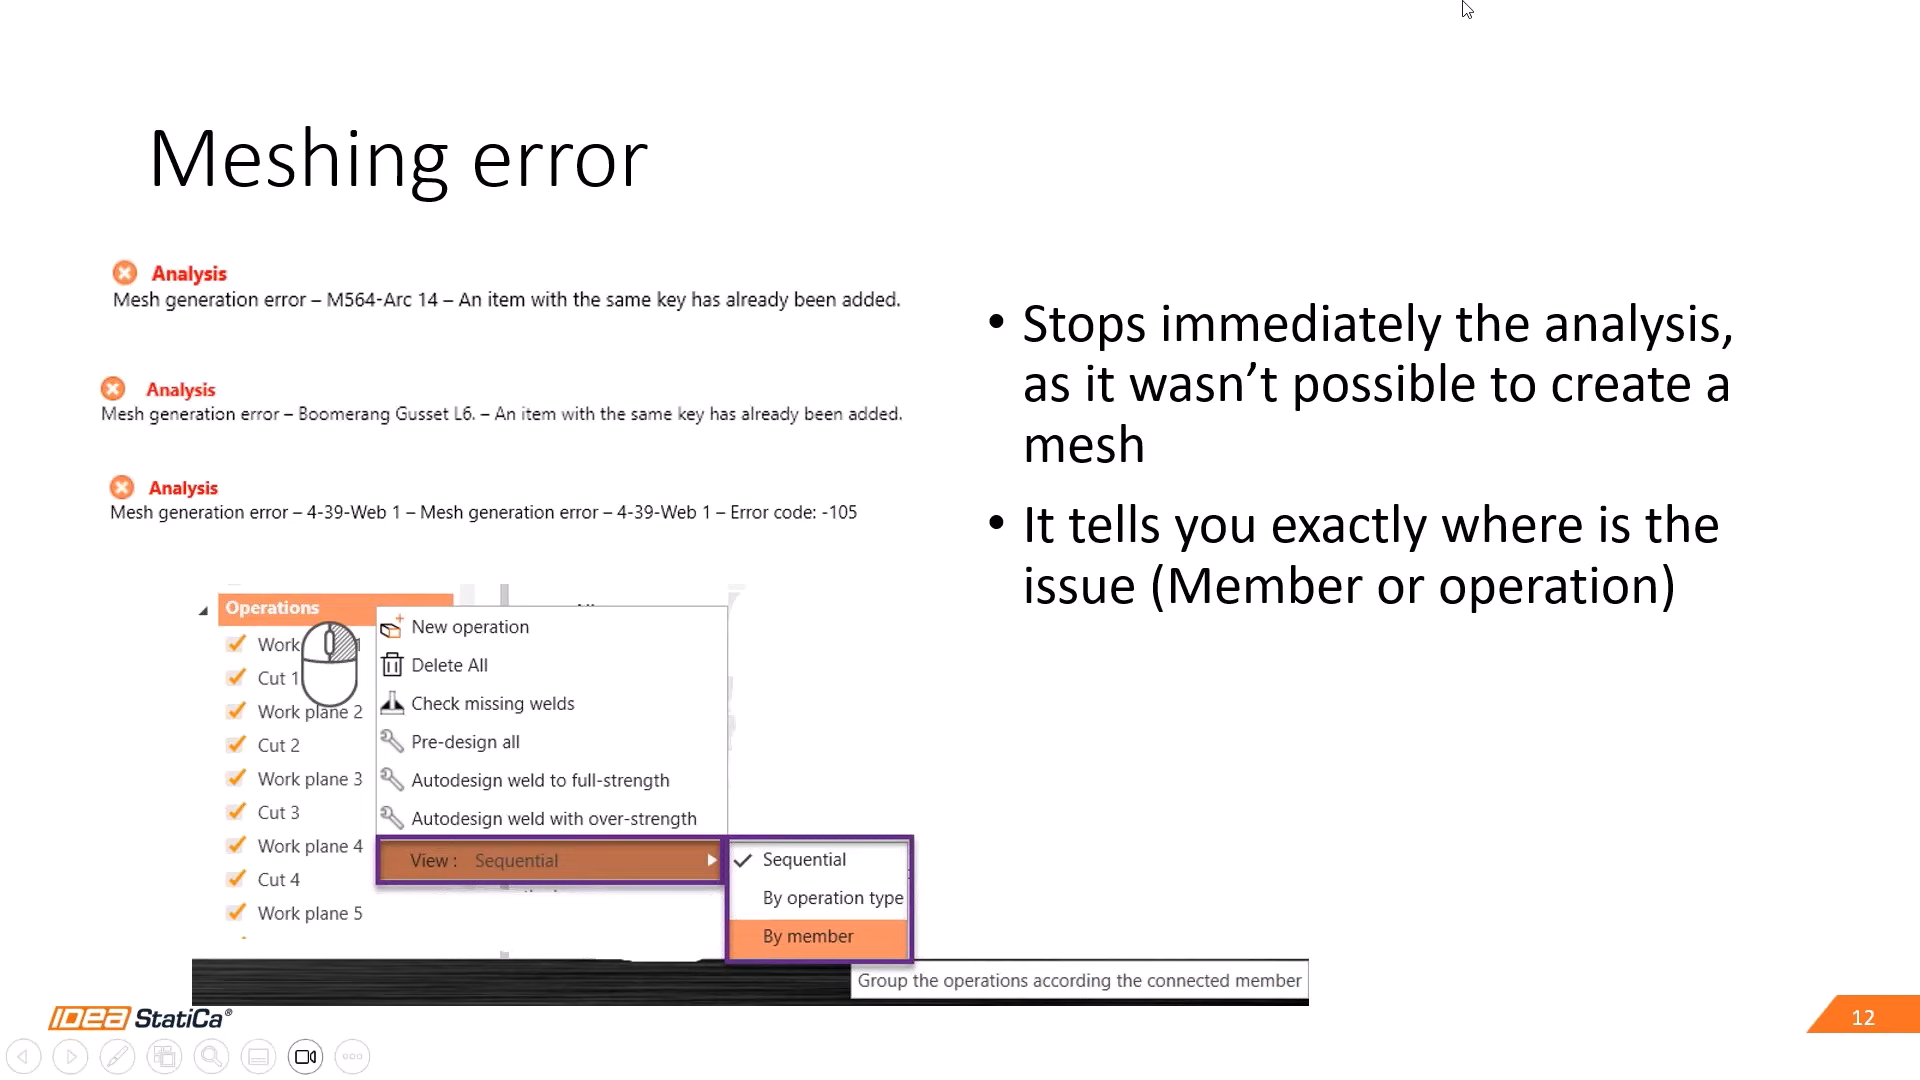 Meshing error
Analysis
Mesh generation error – M564-Arc 14 – An item with the same key has already been added.
Analysis
Mesh generation error – Boomerang Gusset L6. – An item with the same key has already been added.
Analysis
Mesh generation error – 4-39-Web 1 – Mesh generation error – 4-39-Web 1 – Error code: -105
• Stops immediately the analysis,
as it wasn’t possible to create a
mesh
• It tells you exactly where is the
issue (Member or operation)
Operations
Work
Cut 1
Work plane 2
Cut 2
Work plane 3
Cut 3
Work plane 4
Cut 4
Work plane 5
New operation
Delete All
Check missing welds
Pre-design all
Autodesign weld to full-strength
Autodesign weld with over-strength
View : Sequential
Sequential
By operation type
By member
Group the operations according the connected member
IDEA StatiCa®
12